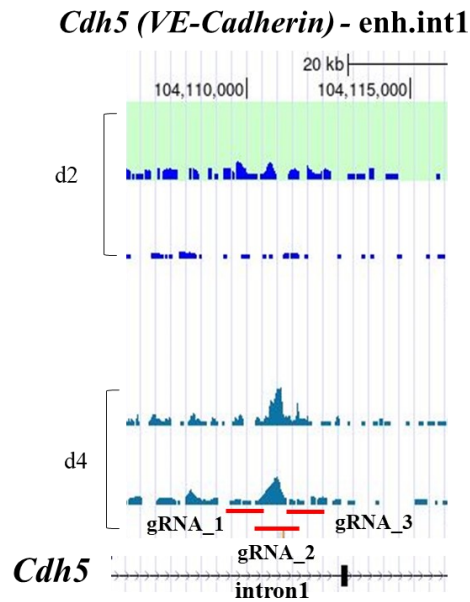 Cdh5 (VE-Cadherin) - enh.int1
20 kb
104,110,000 104,115,000
d2
d4
gRNA_1 gRNA_3
gRNA_2
Cdh5
intron1